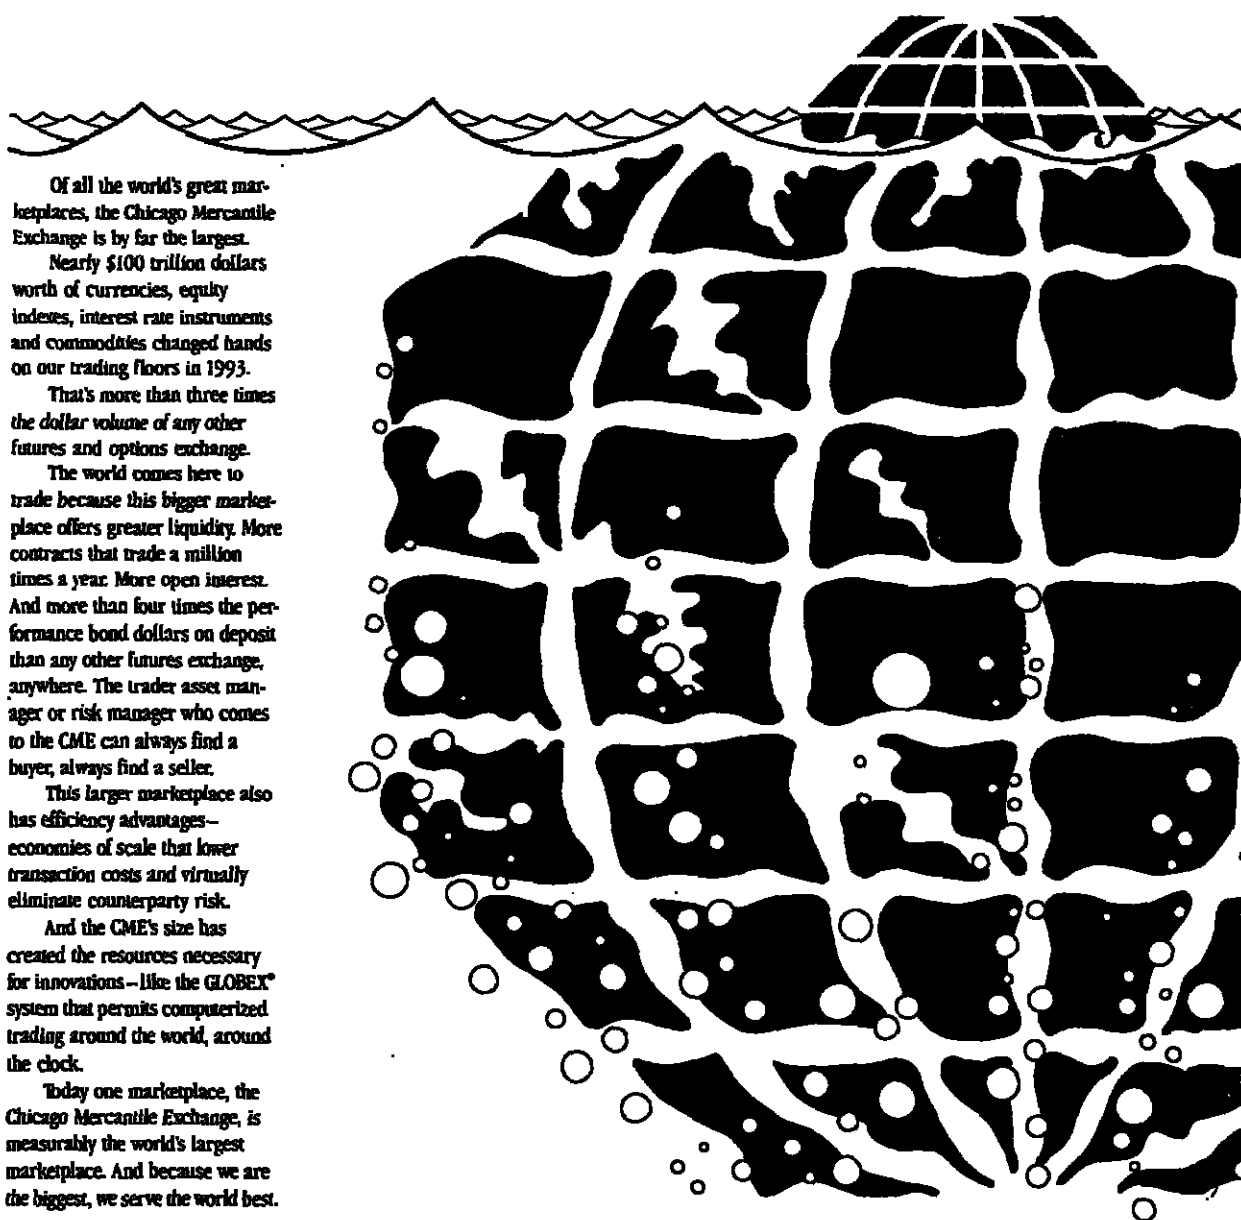 Of all the world's great mar-
ketplaces, the Chicago Mercantile
Exchange is by far the largest.
Nearly $100 trillion dollars
worth of currencies, equity
indexes, interest rate instruments
and commodities changed hands
on our trading floors in 1993.
That's more than three times
the dollar volume of any other
futures and options exchange.
The world comes here to
trade because this bigger market-
place offers greater liquidity. More
contracts that trade a million
times a year. More open interest.
And more than four times the per-
formance bond dollars on deposit
than any other futures exchange,
anywhere. The trader asset man-
ager or risk manager who comes
to the CME can always find a
buyer, always find a seller.
This larger marketplace also
has efficiency advantages–
economies of scale that lower
transaction costs and virtually
eliminate counterparty risk.
And the CME's size has
created the resources necessary
for innovations–like the GLOBEX®
system that permits computerized
trading around the world, around
the clock.
Today one marketplace, the
Chicago Mercantile Exchange, is
measurably the world's largest
marketplace. And because we are
the biggest, we serve the world best.